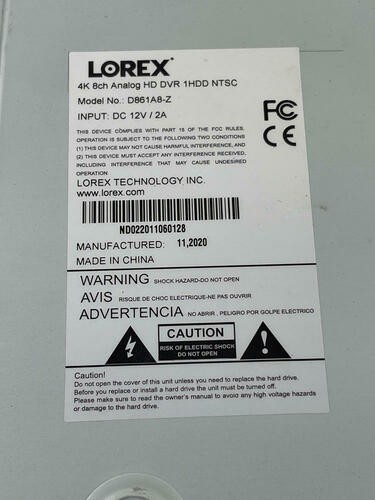 LOREX
4K 8ch Analog HD DVR 1HDD NTSC
Model No.: D861A8-Z
INPUT: DC 12V / 2A
THIS DEVICE COMPLIES WITH PART 15 OF THE FCC RULES.
OPERATION IS SUBJECT TO THE FOLLOWING TWO CONDITIONS
(1) THIS MAY NOT CAUSE HARMFUL INTERFERENCE, AND
(2) THIS DEVICE MUST ACCEPT ANY INTERFERENCE RECEIVED,
INCLUDING INTERFERENCE THAT MAY CAUSE UNDESIRED
OPERATION
FC
CE
LOREX TECHNOLOGY INC.
www.lorex.com
ND022011060128
MANUFACTURED: 11,2020
MADE IN CHINA
WARNING SHOCK HAZARD-DO NOT OPEN
AVIS RISQUE DE CHOC ELECTRIQUE-NE PAS OUVRIR
ADVERTENCIA NO ABRIR , PELIGRO POR GOLPE ELECTRICO
CAUTION
RISK OF ELECTRIC SHOCK
DO NOT OPEN
Caution!
Do not open the cover of this unit unless you need to replace the hard drive.
Before you replace or install a hard drive the unit must be turned off.
Please make sure to read the owner's manual to avoid any high voltage hazards
or damage to the hard drive.